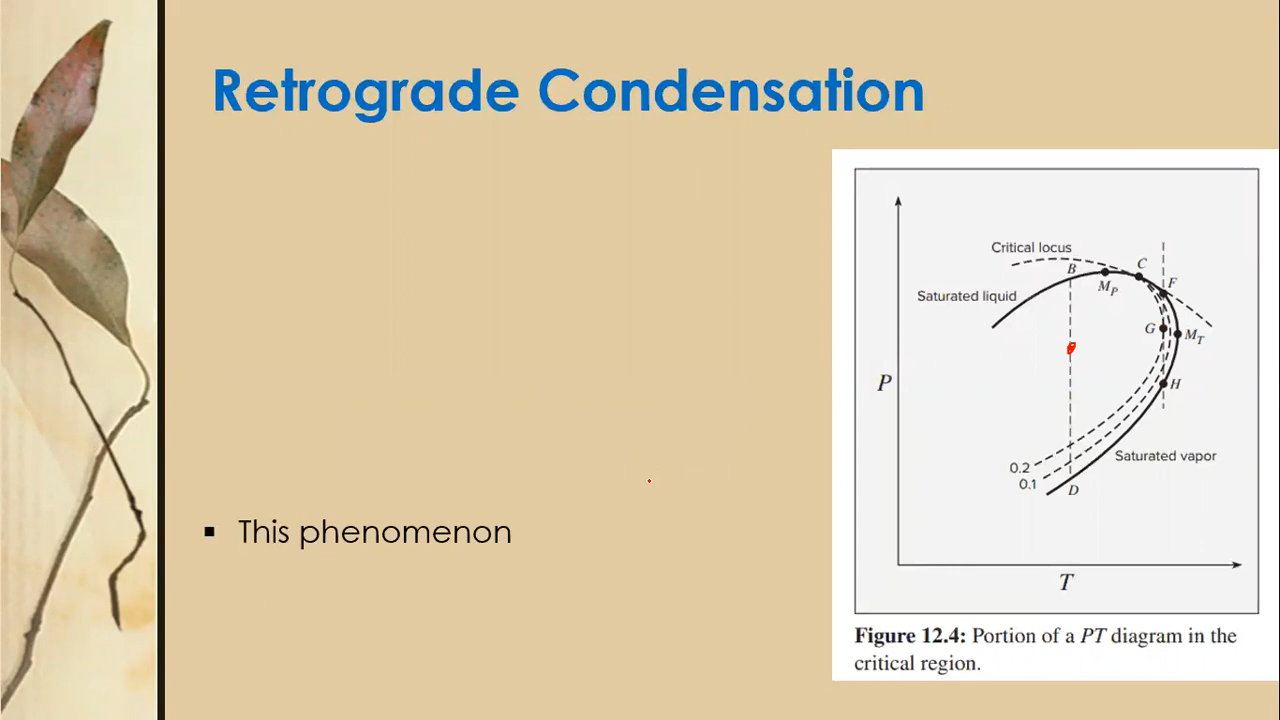 Retrograde Condensation
Critical locus
C
B
F
M_P
Saturated liquid
G
M_T
P
H
Saturated vapor
0.2
0.1
D
▪ This phenomenon
T
Figure 12.4: Portion of a PT diagram in the
critical region.